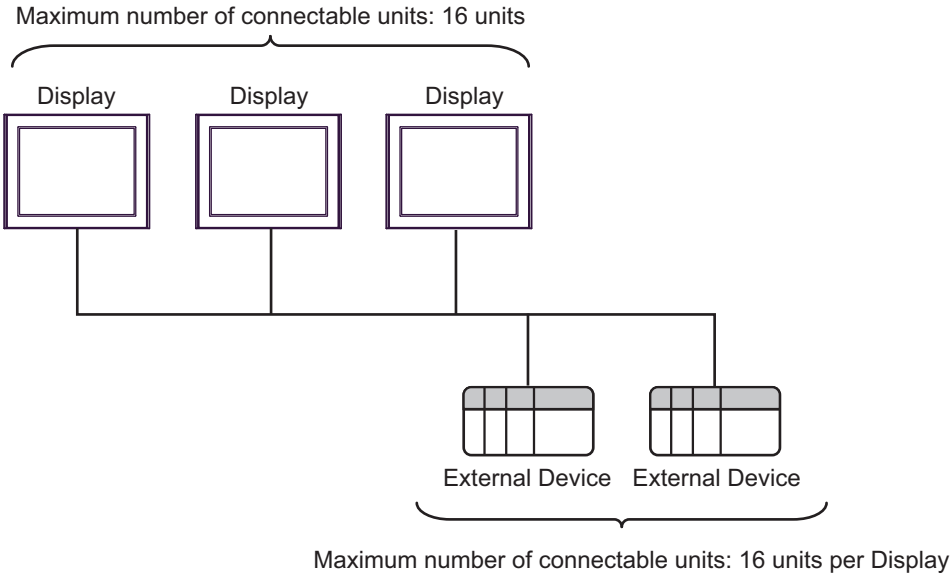 Maximum number of connectable units: 16 units
Display
Display
Display
External Device
External Device
Maximum number of connectable units: 16 units per Display